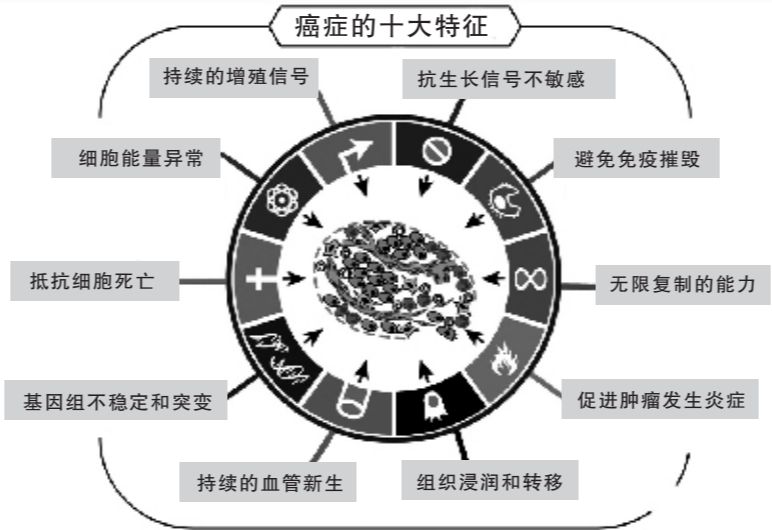 癌症的十大特征
持续的增殖信号
抗生长信号不敏感
细胞能量异常
避免免疫摧毁
抵抗细胞死亡
无限复制的能力
基因组不稳定和突变
促进肿瘤发生炎症
持续的血管新生
组织浸润和转移